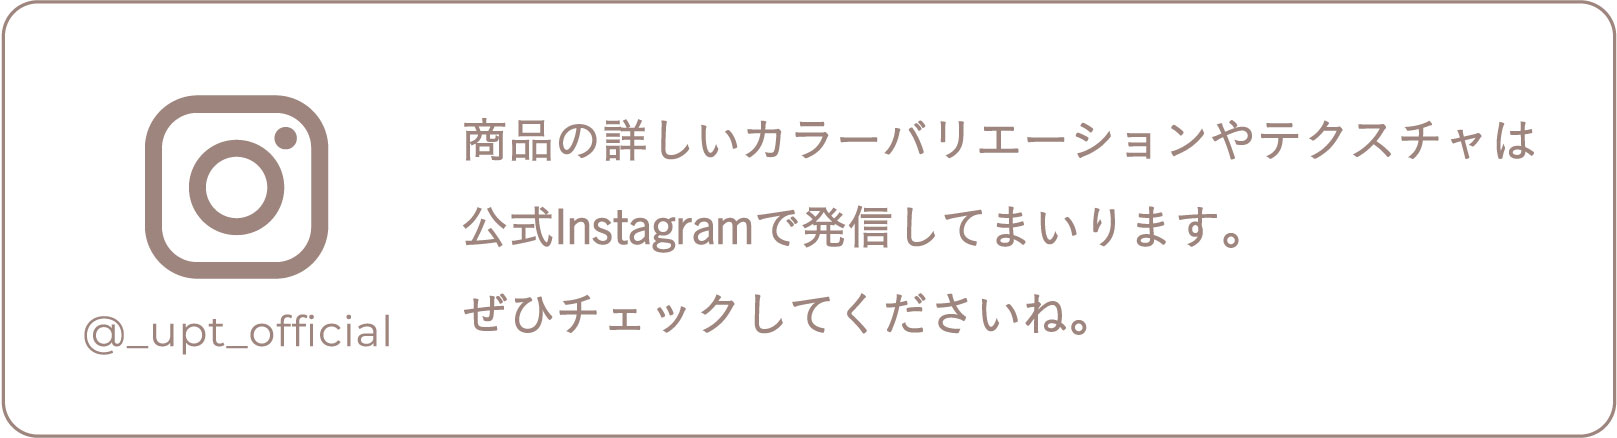 @_upt_official
商品の詳しいカラーバリエーションやテクスチャは
公式Instagramで発信してまいります。
ぜひチェックしてくださいね。